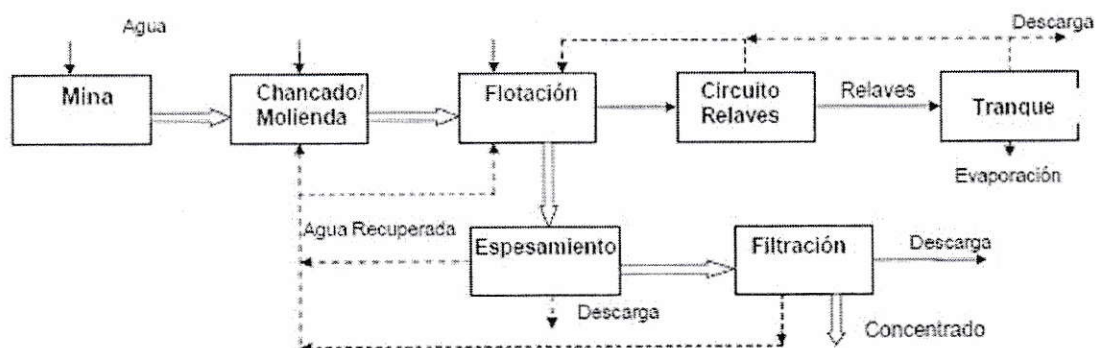 Agua
Descarga
Mina
Chancado/
Molienda
Flotación
Circuito
Relaves
Relaves
Tranque
Evaporación
Agua Recuperada
Espesamiento
Filtración
Descarga
Descarga
Concentrado